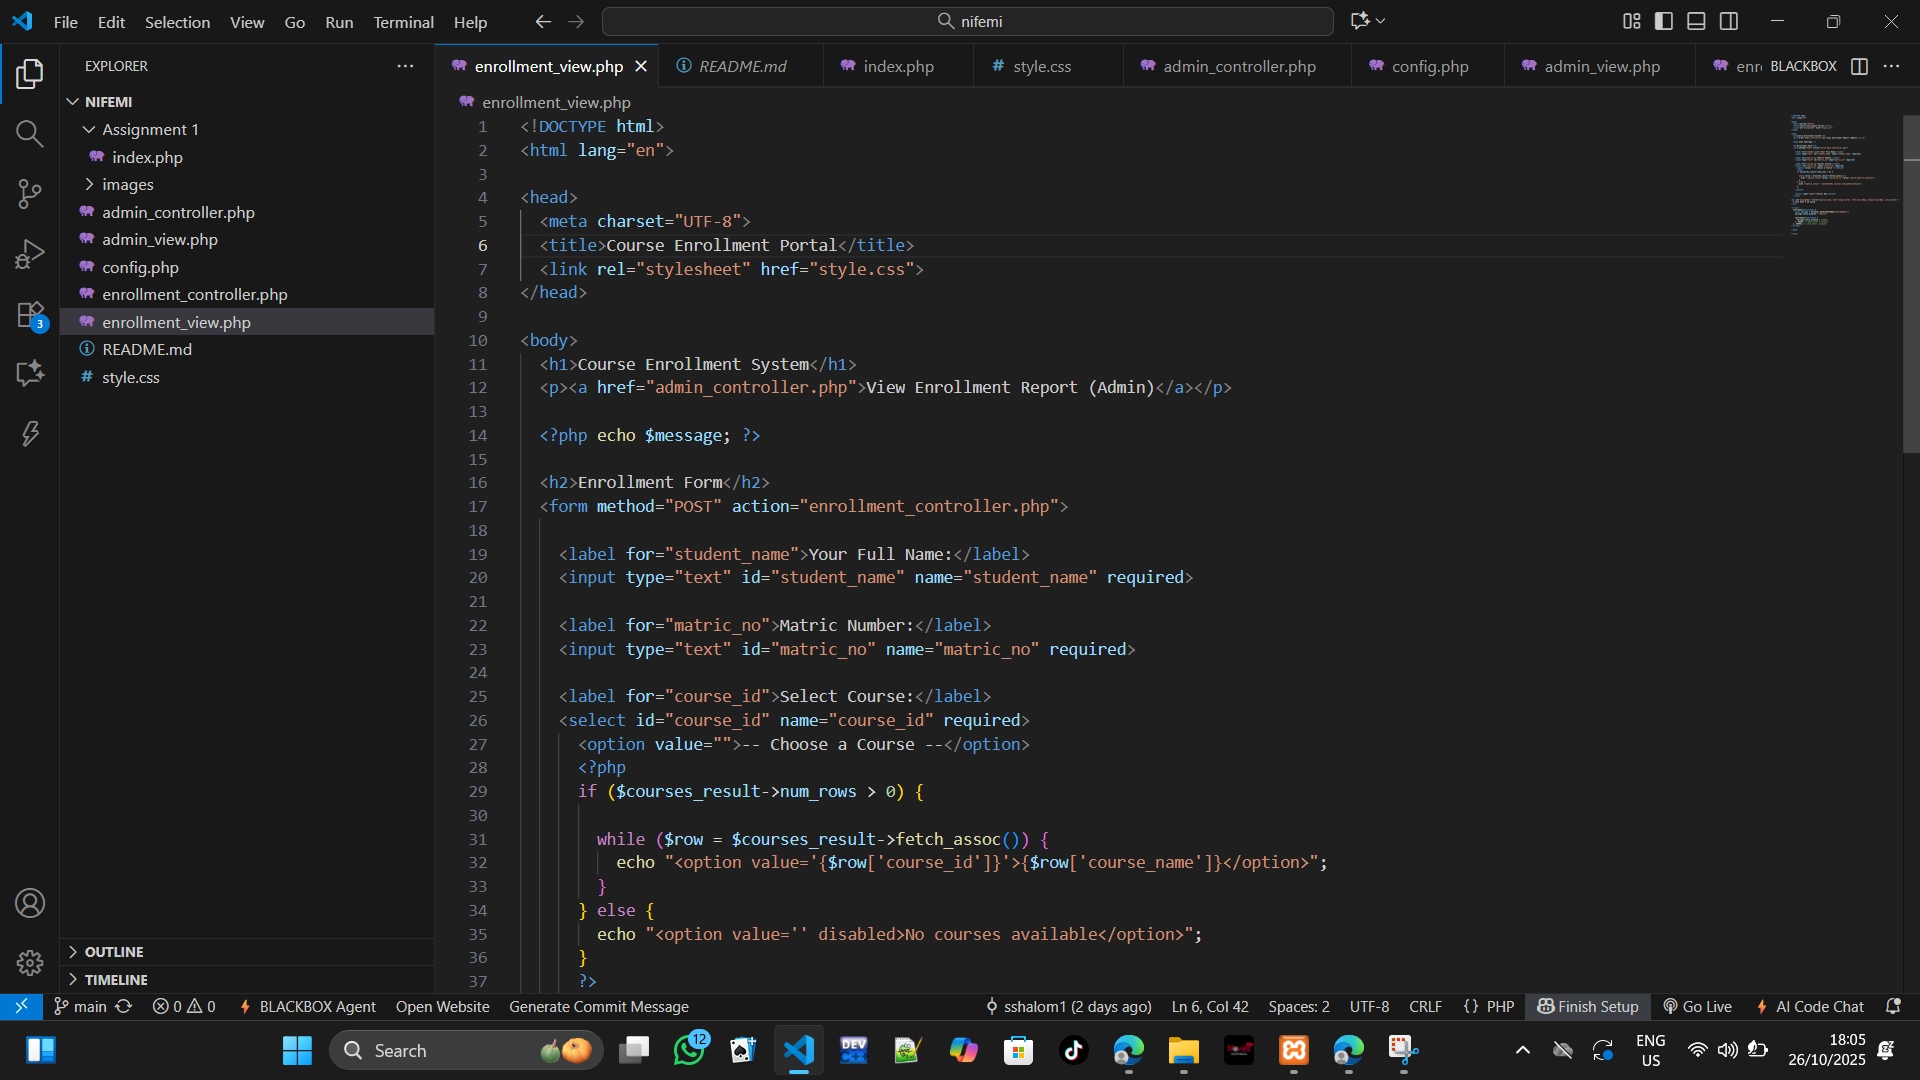 File Edit Selection View Go Run Terminal Help
nifemi
EXPLORER
NIFEMI
Assignment 1
index.php
images
admin_controller.php
admin_view.php
config.php
enrollment_controller.php
enrollment_view.php
README.md
style.css
OUTLINE
TIMELINE
3
enrollment_view.php README.md index.php style.css admin_controller.php config.php admin_view.php enr BLACKBOX
enrollment_view.php
1 <!DOCTYPE html>
2 <html lang="en">
3
4 <head>
5 <meta charset="UTF-8">
6 <title>Course Enrollment Portal</title>
7 <link rel="stylesheet" href="style.css">
8 </head>
9
10 <body>
11 <h1>Course Enrollment System</h1>
12 <p><a href="admin_controller.php">View Enrollment Report (Admin)</a></p>
13
14 <?php echo $message; ?>
15
16 <h2>Enrollment Form</h2>
17 <form method="POST" action="enrollment_controller.php">
18
19 <label for="student_name">Your Full Name:</label>
20 <input type="text" id="student_name" name="student_name" required>
21
22 <label for="matric_no">Matric Number:</label>
23 <input type="text" id="matric_no" name="matric_no" required>
24
25 <label for="course_id">Select Course:</label>
26 <select id="course_id" name="course_id" required>
27 <option value="">-- Choose a Course --</option>
28 <?php
29 if ($courses_result->num_rows > 0) {
30
31 while ($row = $courses_result->fetch_assoc()) {
32 echo "<option value='{$row['course_id']}'>{$row['course_name']}</option>";
33 }
34 } else {
35 echo "<option value='' disabled>No courses available</option>";
36 }
37 ?>
main 0 0 BLACKBOX Agent Open Website Generate Commit Message sshalom1 (2 days ago) Ln 6, Col 42 Spaces: 2 UTF-8 CRLF {} PHP Finish Setup Go Live AI Code Chat
Search 12 DEV C++ ENG US 18:05 26/10/2025